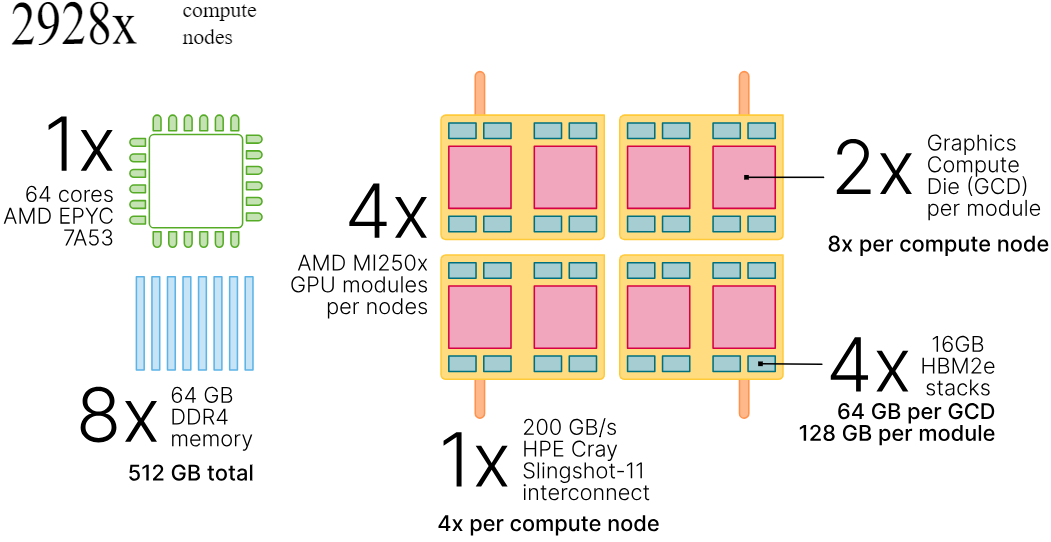 2928x
compute
nodes
1x
64 cores
AMD EPYC
7A53
8x
64 GB
DDR4
memory
512 GB total
4x
AMD MI250x
GPU modules
per nodes
1x
200 GB/s
HPE Cray
Slingshot-11
interconnect
4x per compute node
2x
Graphics
Compute
Die (GCD)
per module
8x per compute node
4x
16GB
HBM2e
stacks
64 GB per GCD
128 GB per module